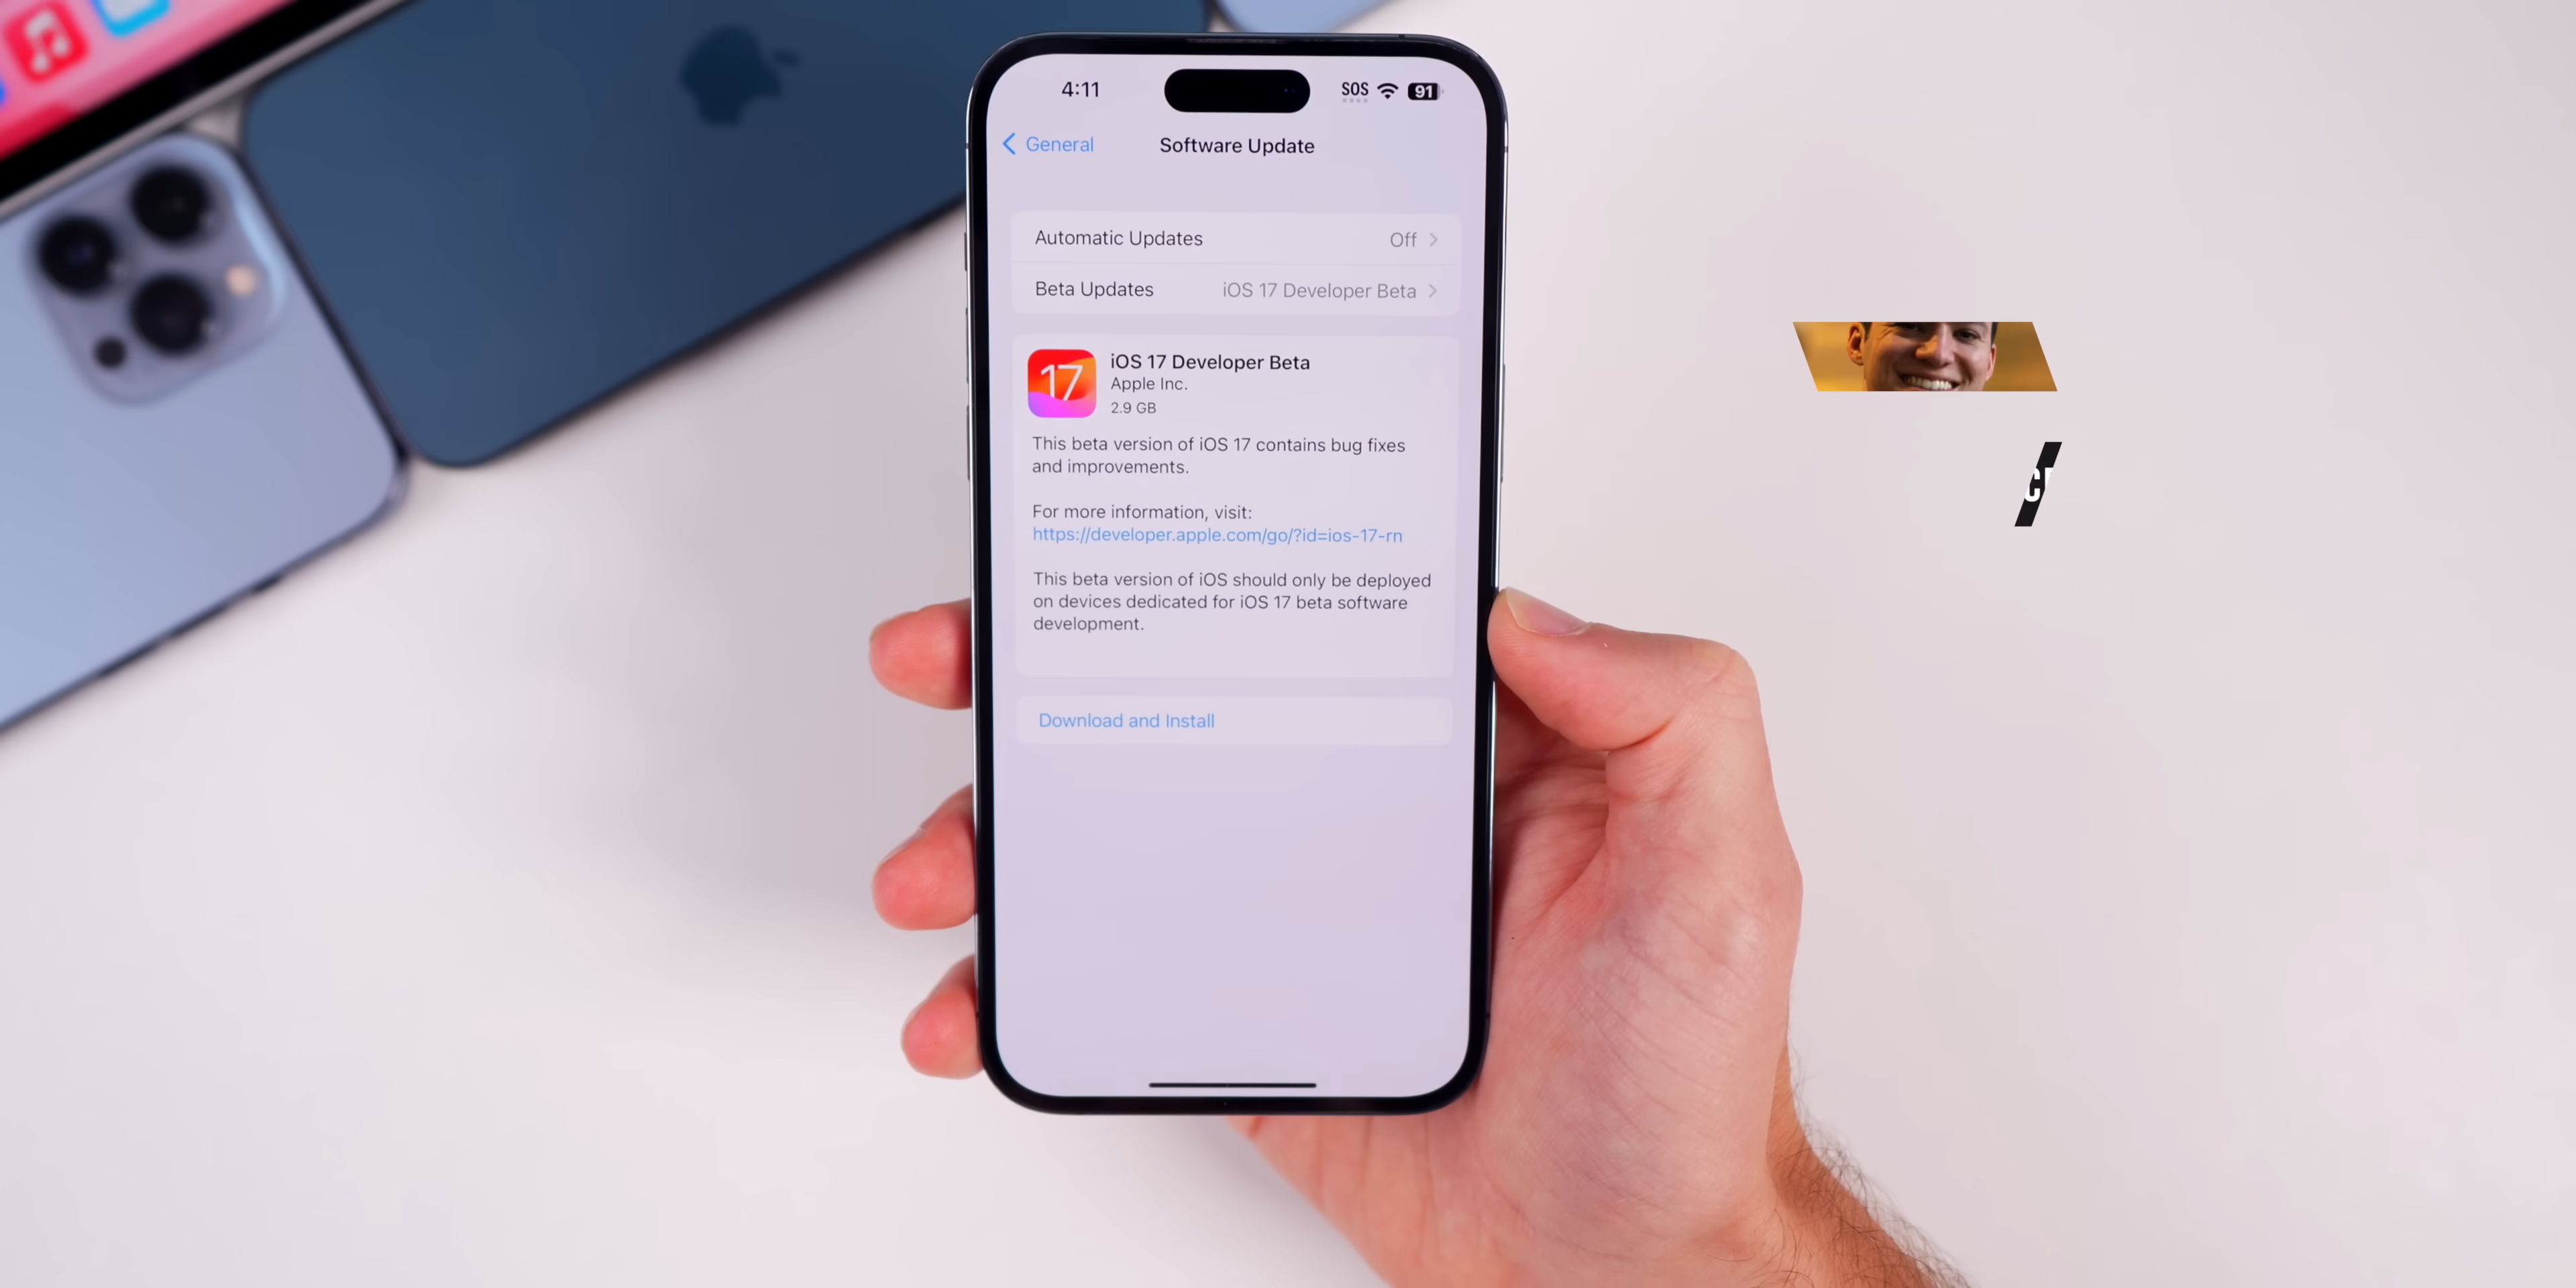 4:11
SOS
91
General
Software Update
Automatic Updates
Off
Beta Updates
iOS 17 Developer Beta
17
iOS 17 Developer Beta
Apple Inc.
2.9 GB
This beta version of iOS 17 contains bug fixes
and improvements.
For more information, visit:
https://developer.apple.com/go/?id=ios-17-rn
This beta version of iOS should only be deployed
on devices dedicated for iOS 17 beta software
development.
Download and Install